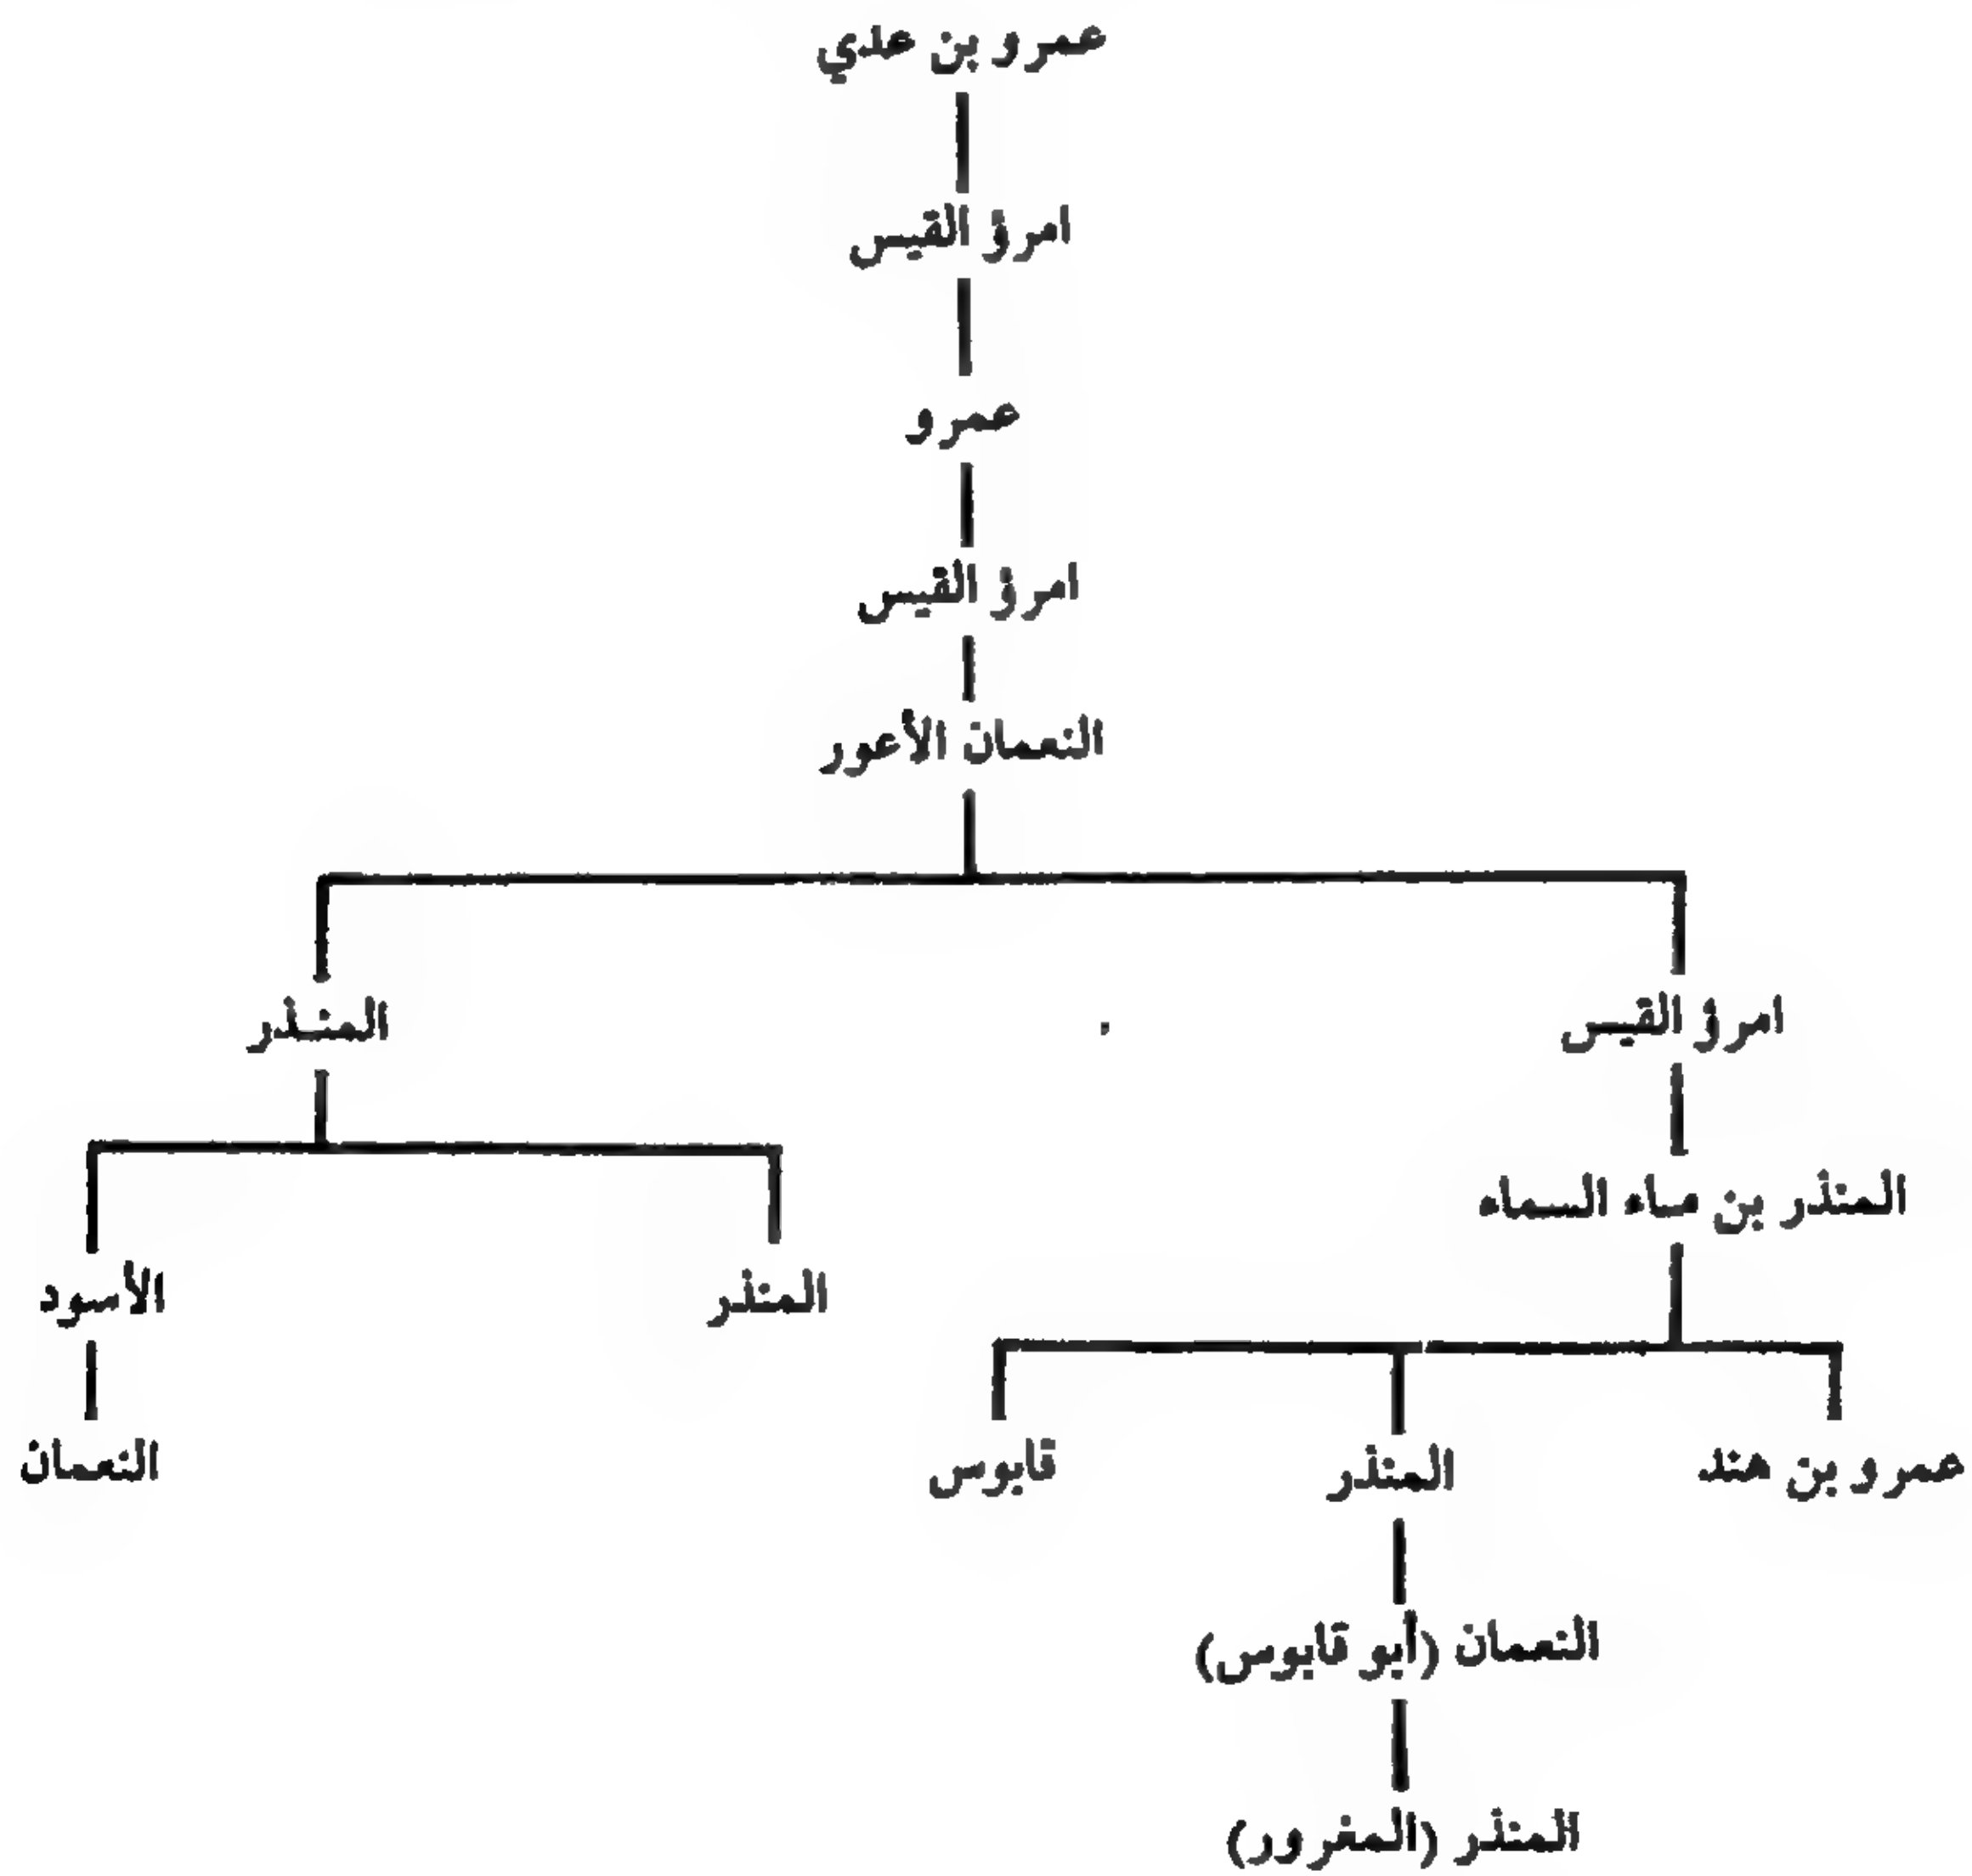 عمرو بن عدي
امرؤ القيس
عمرو
امرؤ القيس
النعمان الأعور
امرؤ القيس
المنذر
المنذر بن ماء السماء
المنذر
الأسود
عمرو بن هند
المنذر
قابوس
النعمان
النعمان (أبو قابوس)
المنذر (المغرور)